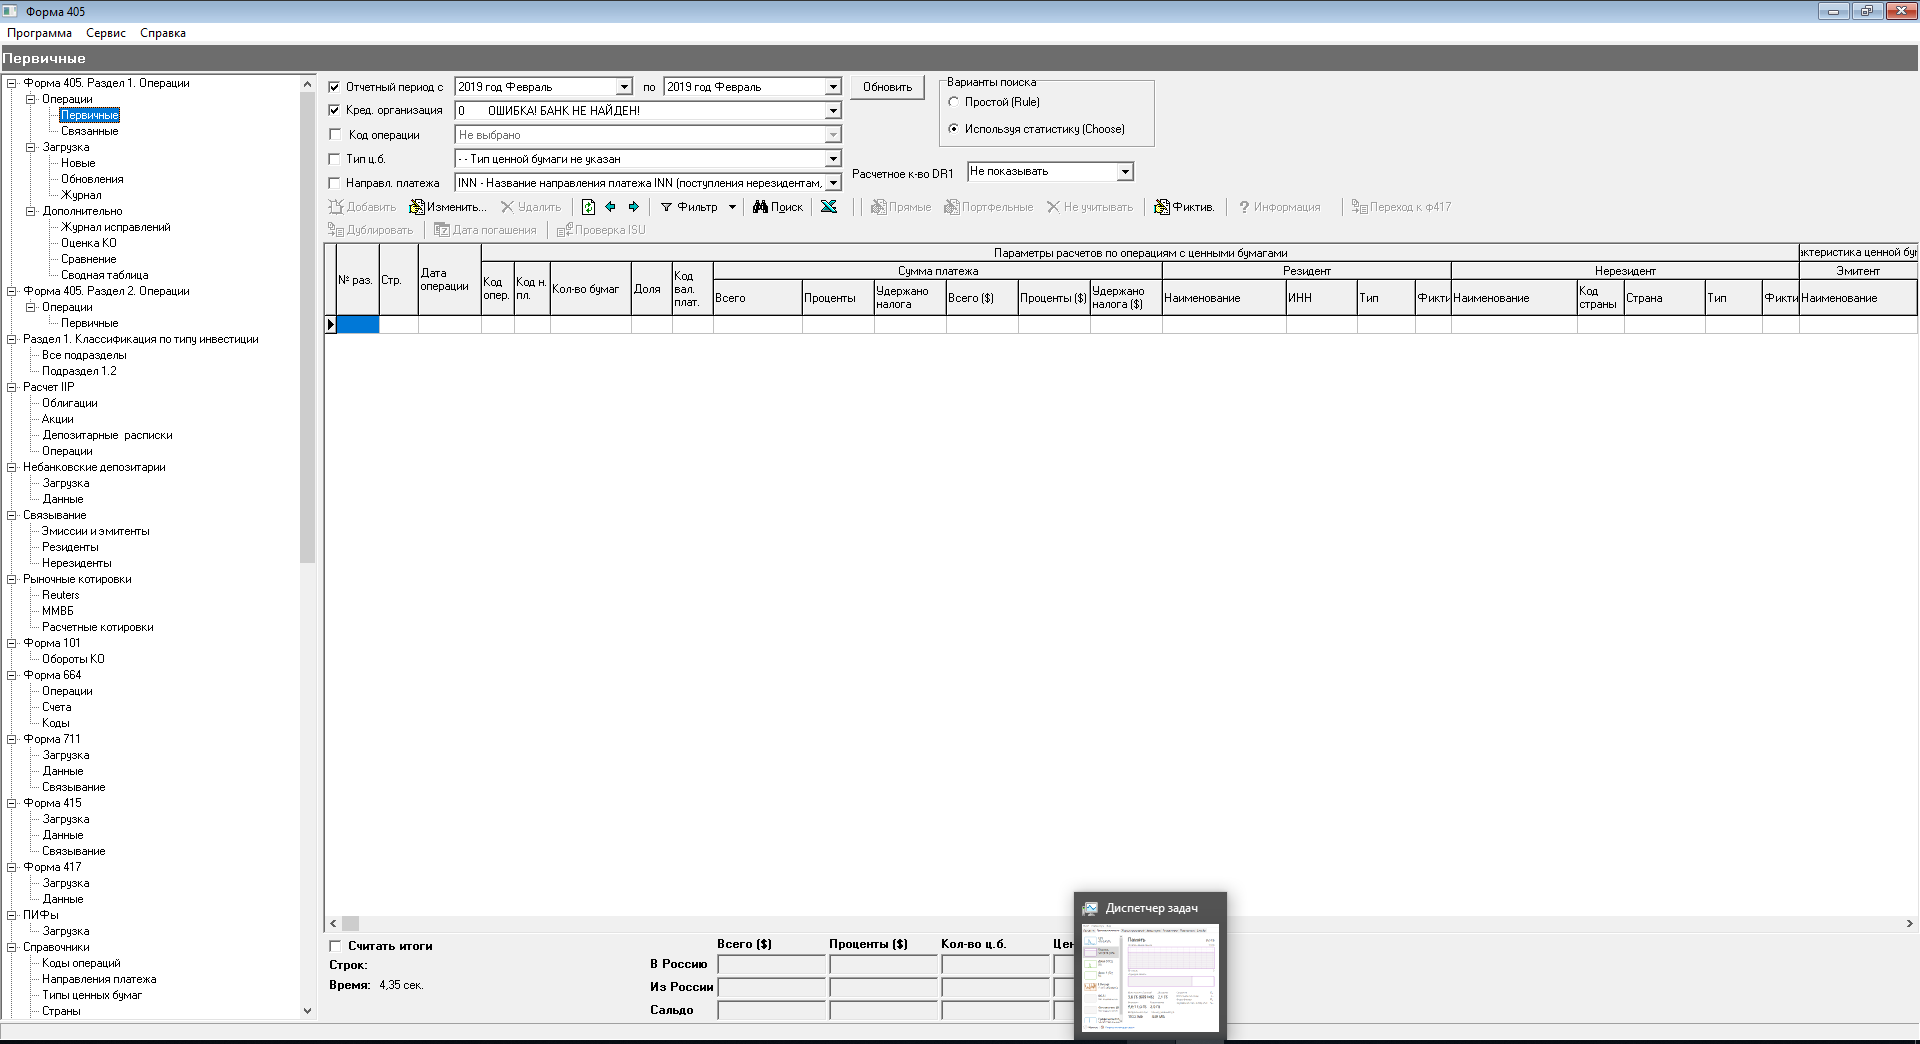 Форма 405
Программа Сервис Справка
Первичные
Форма 405. Раздел 1. Операции
Операции
Первичные
Связанные
Загрузка
Новые
Обновления
Журнал
Дополнительно
Журнал исправлений
Оценка КО
Сравнение
Сводная таблица
Форма 405. Раздел 2. Операции
Операции
Первичные
Раздел 1. Классификация по типу инвестиции
Все подразделы
Подраздел 1.2
Расчет IIP
Облигации
Акции
Депозитарные расписки
Операции
Небанковские депозитарии
Загрузка
Данные
Связывание
Эмиссии и эмитенты
Резиденты
Нерезиденты
Рыночные котировки
Reuters
ММВБ
Расчетные котировки
Форма 101
Обороты КО
Форма 664
Операции
Счета
Коды
Форма 711
Загрузка
Данные
Связывание
Форма 415
Загрузка
Данные
Связывание
Форма 417
Загрузка
Данные
ПИФы
Загрузка
Справочники
Коды операций
Направления платежа
Типы ценных бумаг
Страны
Отчетный период с 2019 год Февраль по 2019 год Февраль Обновить
Кред. организация 0 ОШИБКА! БАНК НЕ НАЙДЕН!
Код операции Не выбрано
Тип ц.б. - - Тип ценной бумаги не указан
Направл. платежа INN - Название направления платежа INN (поступления нерезидентам,
Варианты поиска
Простой (Rule)
Используя статистику (Choose)
Расчетное к-во DR1 Не показывать
Добавить Изменить... Удалить Фильтр Поиск Прямые Портфельные Не учитывать Фиктив. Информация Переход к Ф417
Дублировать Дата погашения Проверка ISU
Параметры расчетов по операциям с ценными бумагами
ктеристика ценной бу
Сумма платежа Резидент Нерезидент Эмитент
№ раз. Стр. Дата операции Код опер. Код н. пл. Кол-во бумаг Доля Код вал. плат. Всего Проценты Удержано налога Всего ($) Проценты ($) Удержано налога ($) Наименование ИНН Тип Фикти Наименование Код страны Страна Тип Фикти Наименование
Считать итоги Всего ($) Проценты ($) Кол-во ц.б. Цен
Строк:
Время: 4,35 сек.
В Россию
Из России
Сальдо
Диспетчер задач
Память